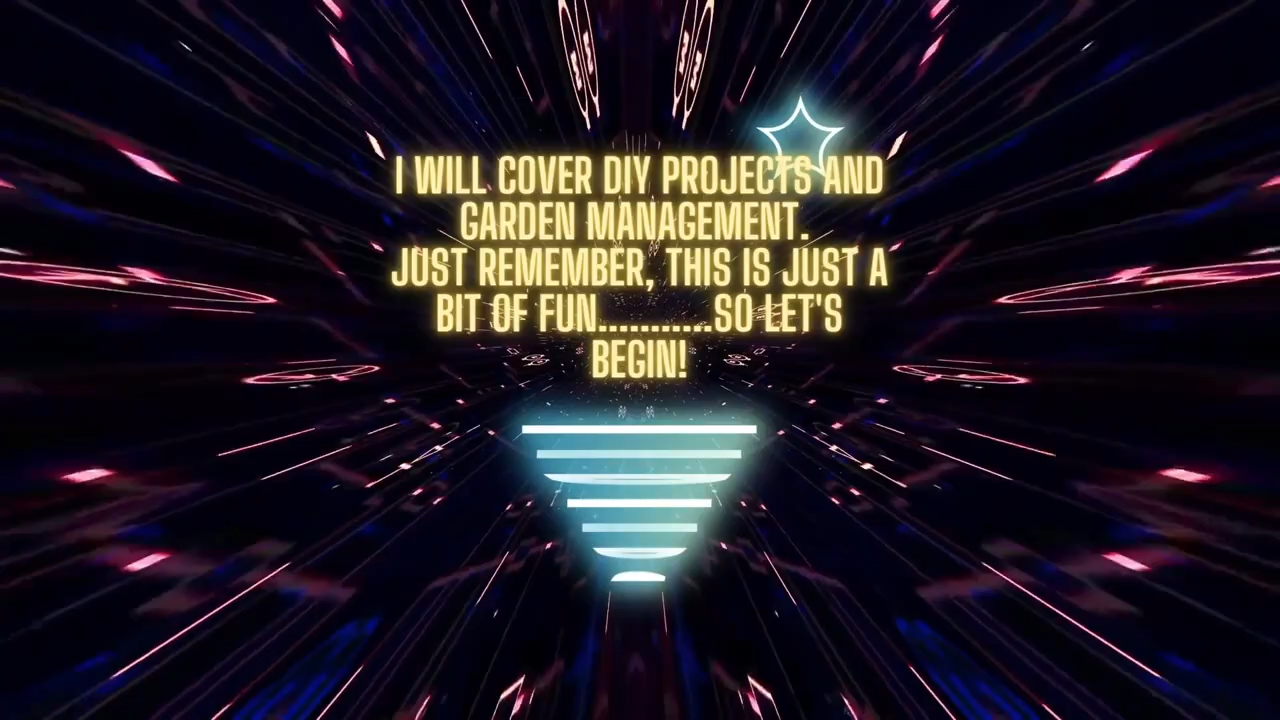 I WILL COVER DIY PROJECTS AND
GARDEN MANAGEMENT.
JUST REMEMBER, THIS IS JUST A
BIT OF FUN...........SO LET'S
BEGIN!